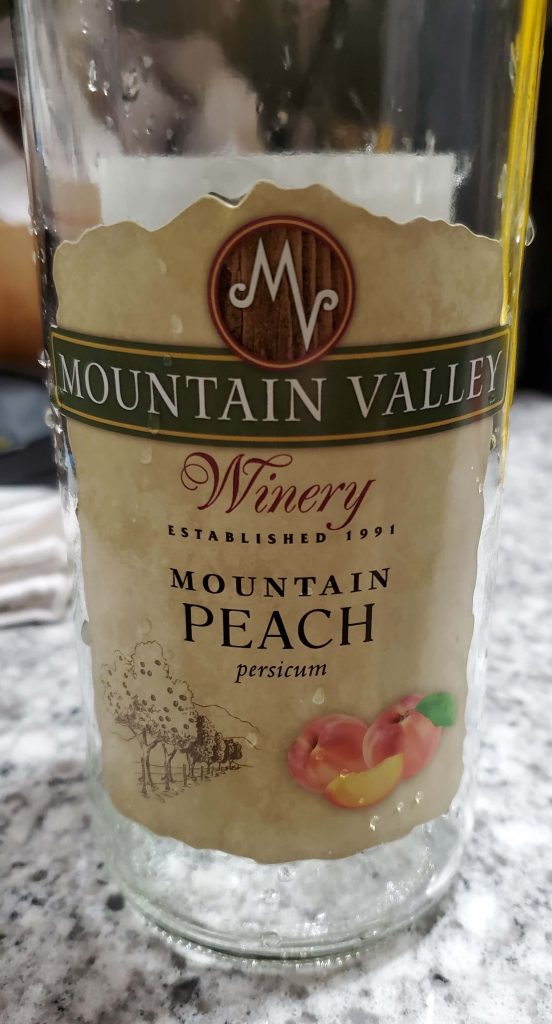 MV
MOUNTAIN VALLEY
Winery
ESTABLISHED 1991
MOUNTAIN
PEACH
persicum